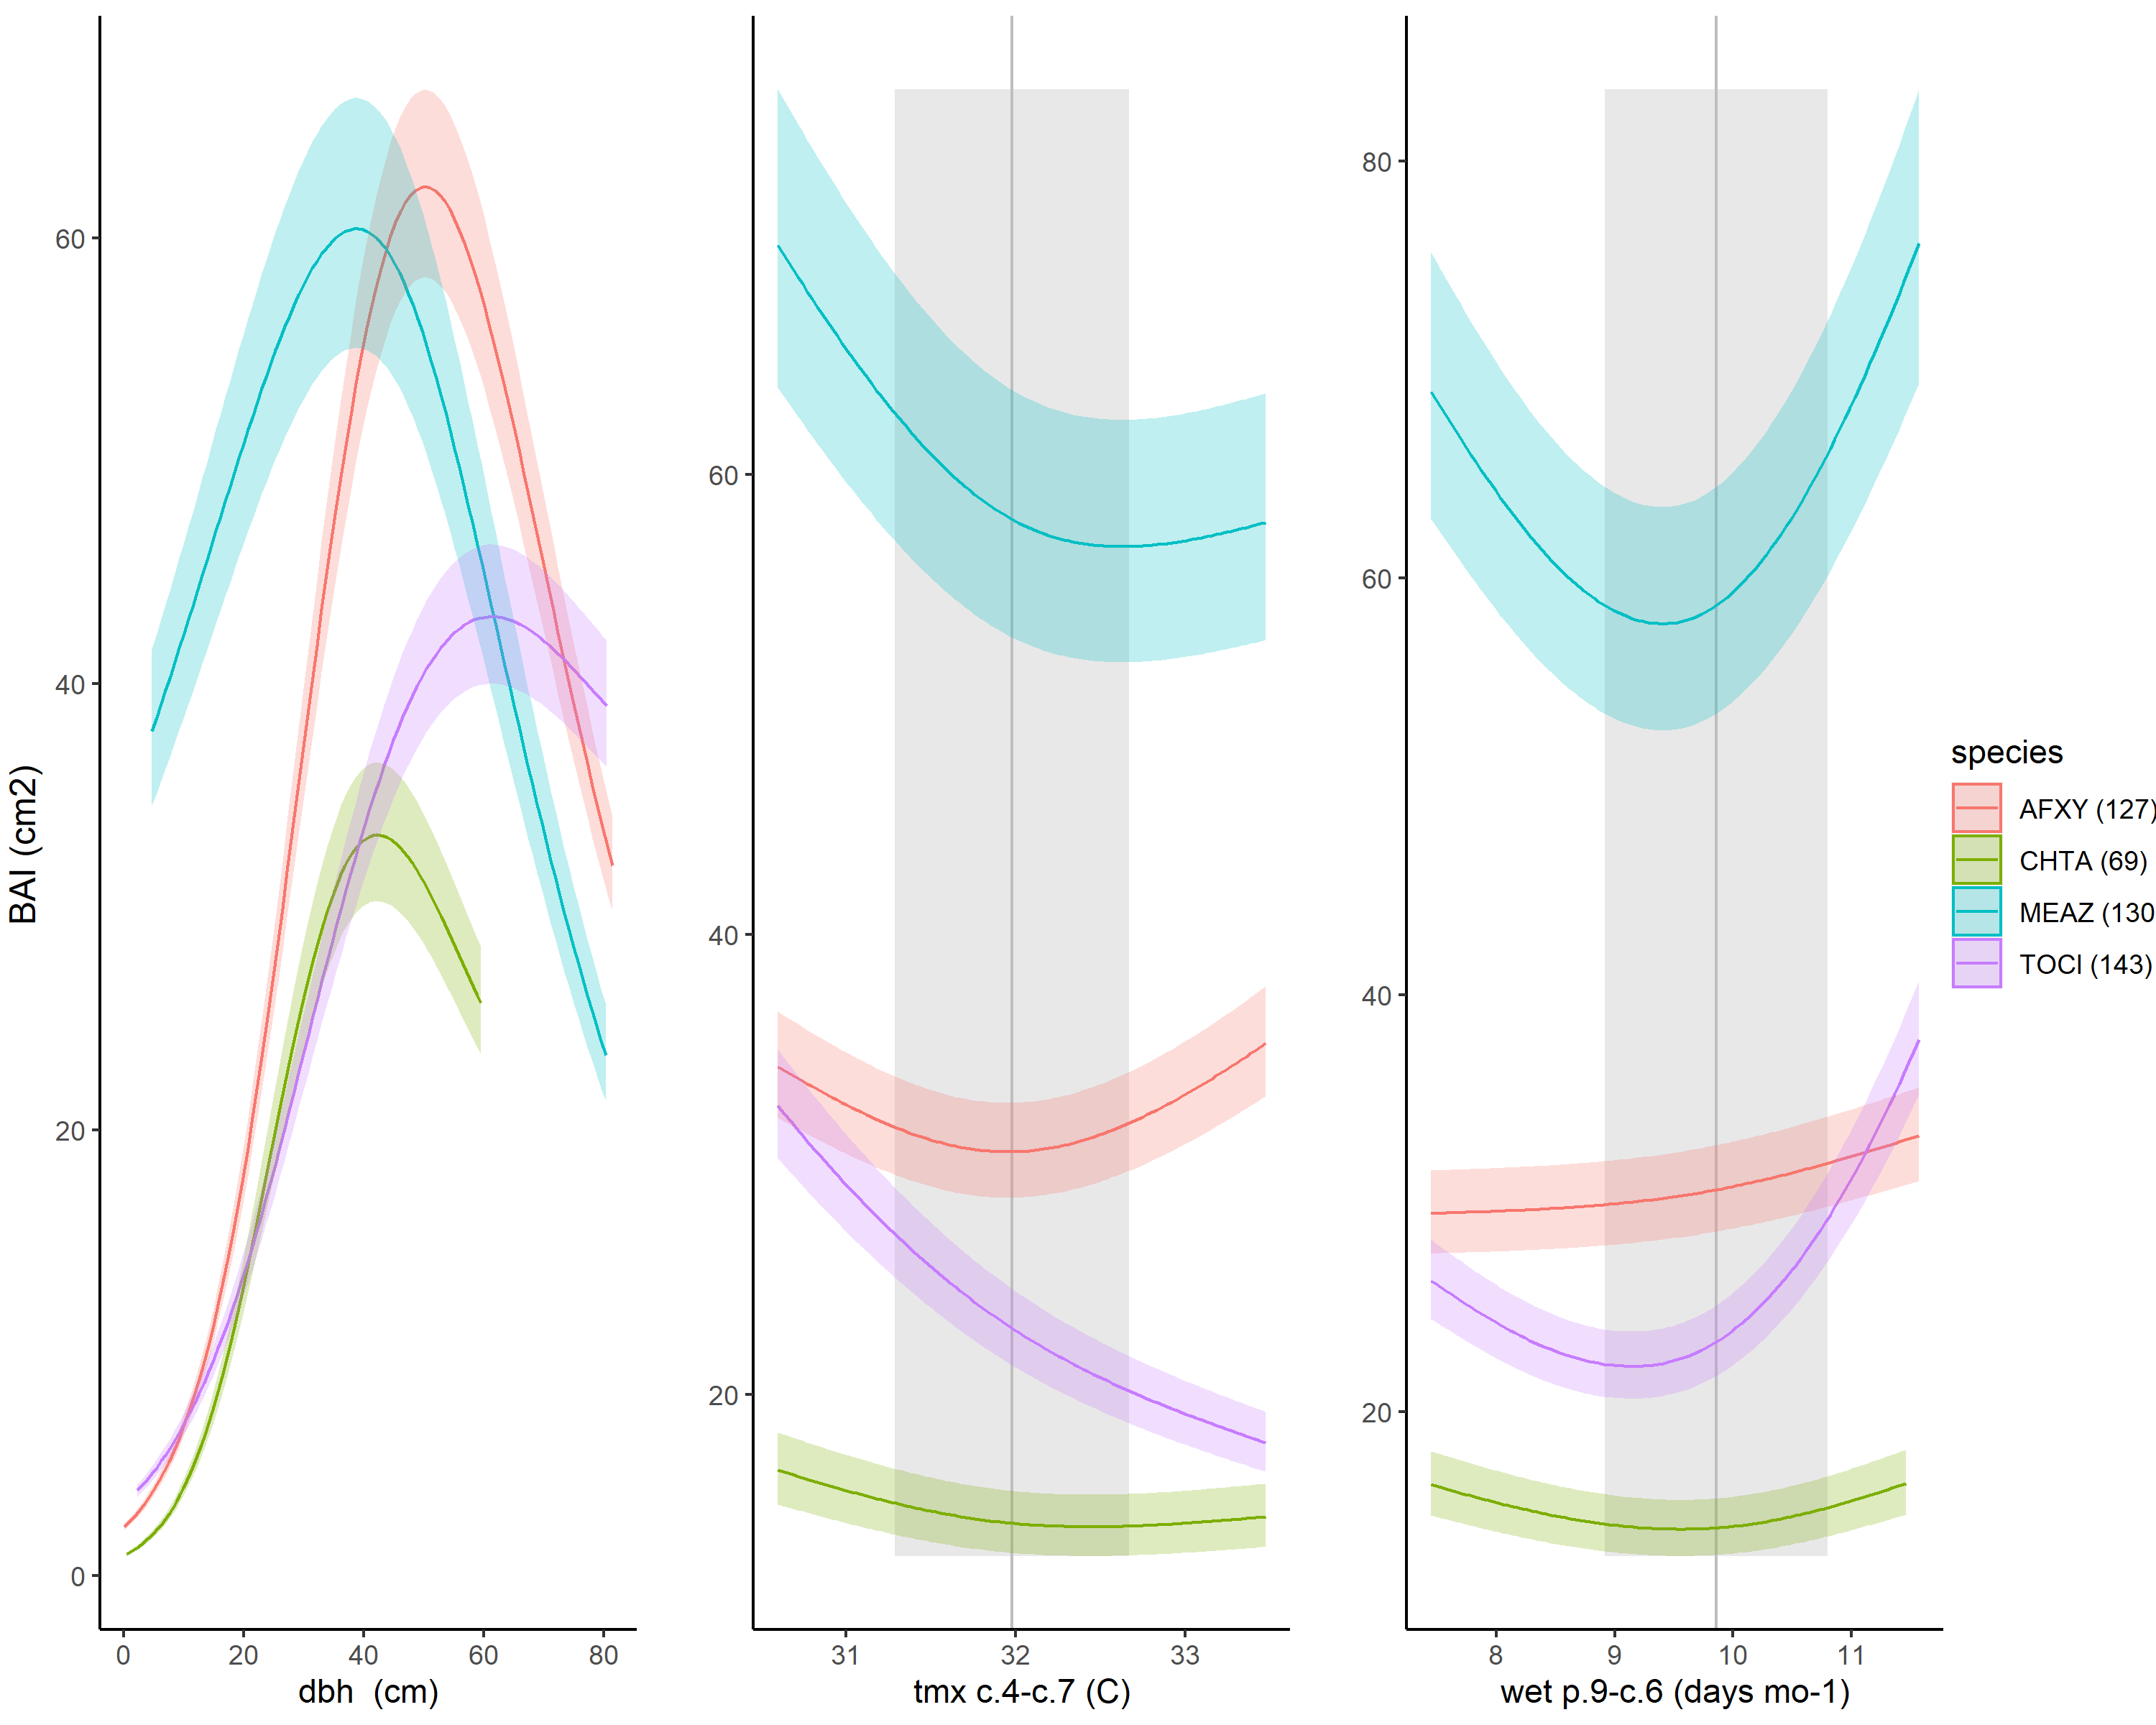 BAI (cm2)
60
40
20
0
0 20 40 60 80
dbh  (cm)
60
40
20
31 32 33
tmx c.4-c.7 (C)
80
60
40
20
8 9 10 11
wet p.9-c.6 (days mo-1)
species
AFXY (127)
CHTA (69)
MEAZ (130
TOCI (143)